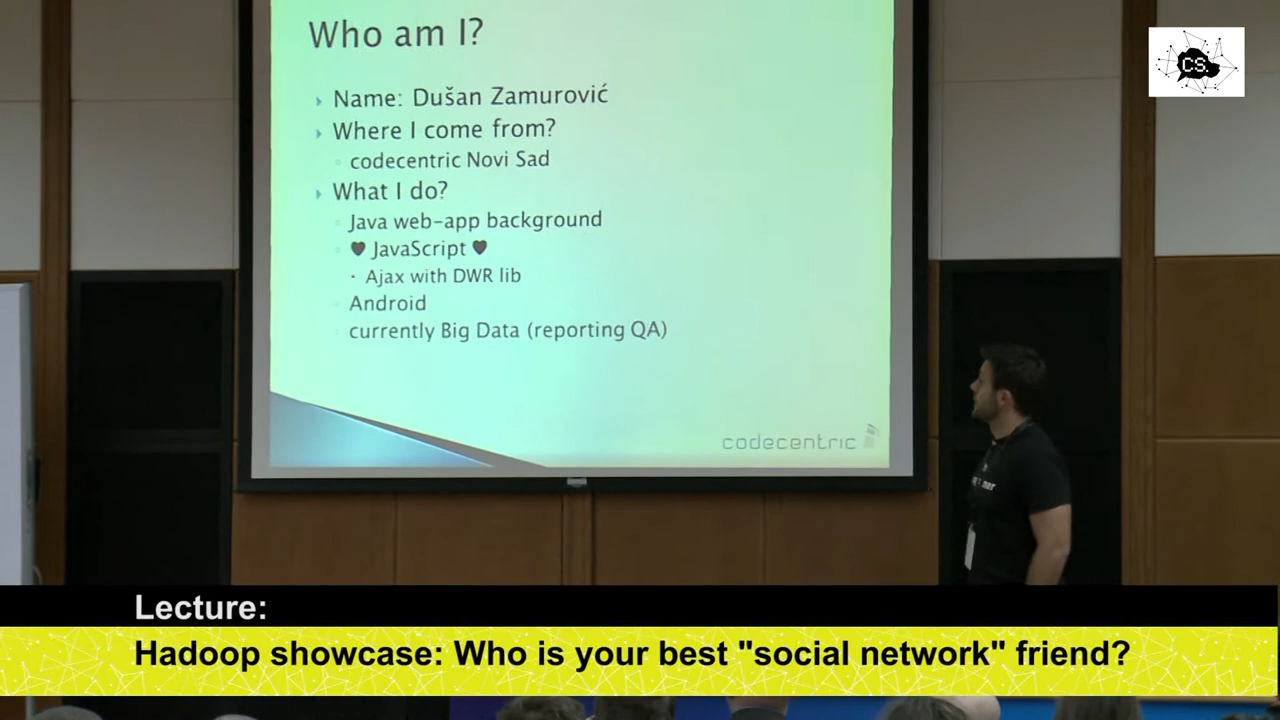 Who am I?
Name: Dušan Zamurović
Where I come from?
codecentric Novi Sad
What I do?
Java web-app background
♥ JavaScript ♥
Ajax with DWR lib
Android
currently Big Data (reporting QA)
codecentric
CS.
Lecture:
Hadoop showcase: Who is your best "social network" friend?